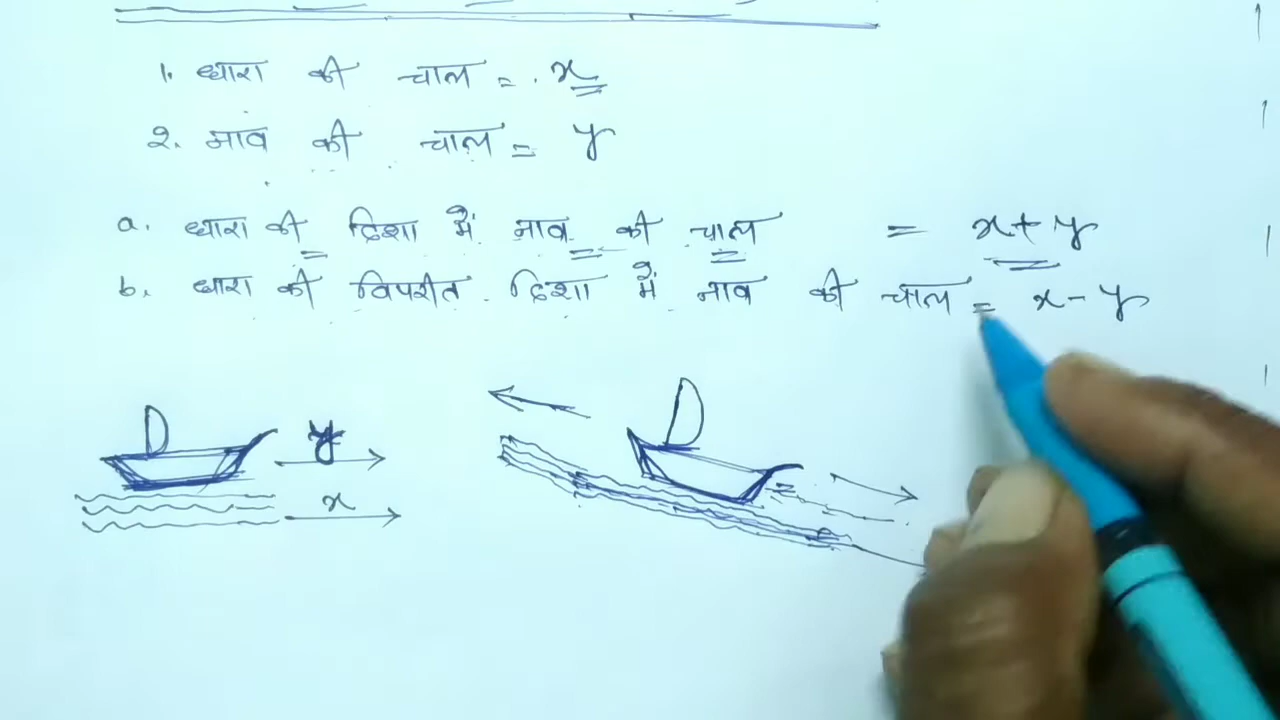 1. धारा की चाल = x
2. नाव की चाल = y
a. धारा की दिशा में नाव की चाल = x+y
b. धारा की विपरीत दिशा में नाव की चाल = x-y
y
x